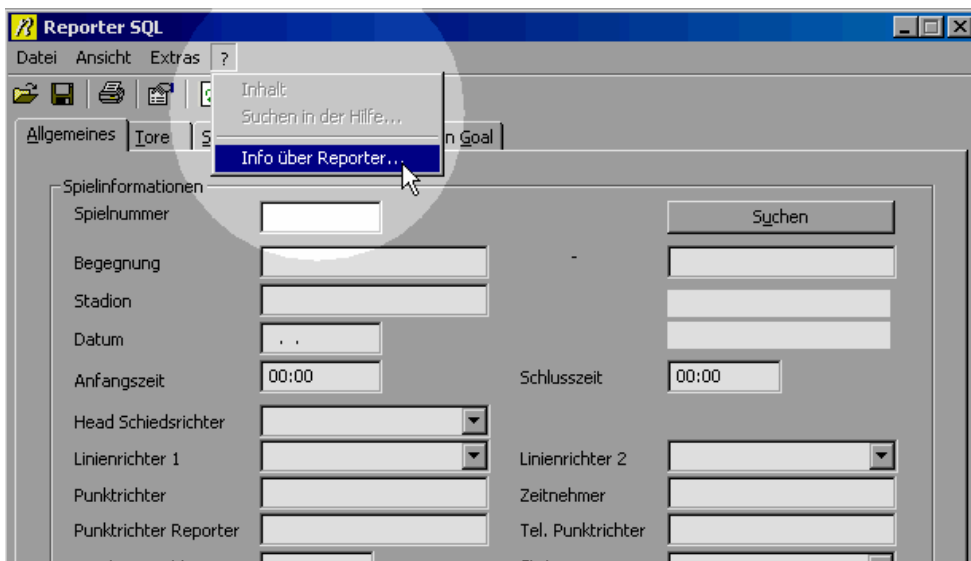 Reporter SQL
Datei Ansicht Extras ?
Inhalt
Suchen in der Hilfe...
Info über Reporter...
Allgemeines Tore S n Goal
Spielinformationen
Spielnummer Suchen
Begegnung -
Stadion
Datum . .
Anfangszeit 00:00 Schlusszeit 00:00
Head Schiedsrichter
Linienrichter 1 Linienrichter 2
Punktrichter Zeitnehmer
Punktrichter Reporter Tel. Punktrichter